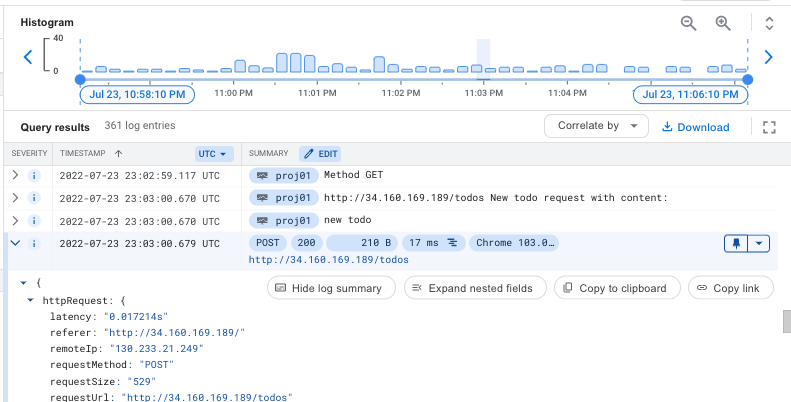 Histogram
40
0
11:00 PM 11:01 PM 11:02 PM 11:03 PM 11:04 PM
Jul 23, 10:58:10 PM Jul 23, 11:06:10 PM
Query results 361 log entries Correlate by Download
SEVERITY TIMESTAMP UTC SUMMARY EDIT
2022-07-23 23:02:59.117 UTC proj01 Method GET
2022-07-23 23:03:00.670 UTC proj01 http://34.160.169.189/todos New todo request with content:
2022-07-23 23:03:00.670 UTC proj01 new todo
2022-07-23 23:03:00.679 UTC POST 200 210 B 17 ms Chrome 103.0…
http://34.160.169.189/todos
{
Hide log summary Expand nested fields Copy to clipboard Copy link
httpRequest: {
latency: "0.017214s"
referer: "http://34.160.169.189/"
remoteIp: "130.233.21.249"
requestMethod: "POST"
requestSize: "529"
requestUrl: "http://34.160.169.189/todos"